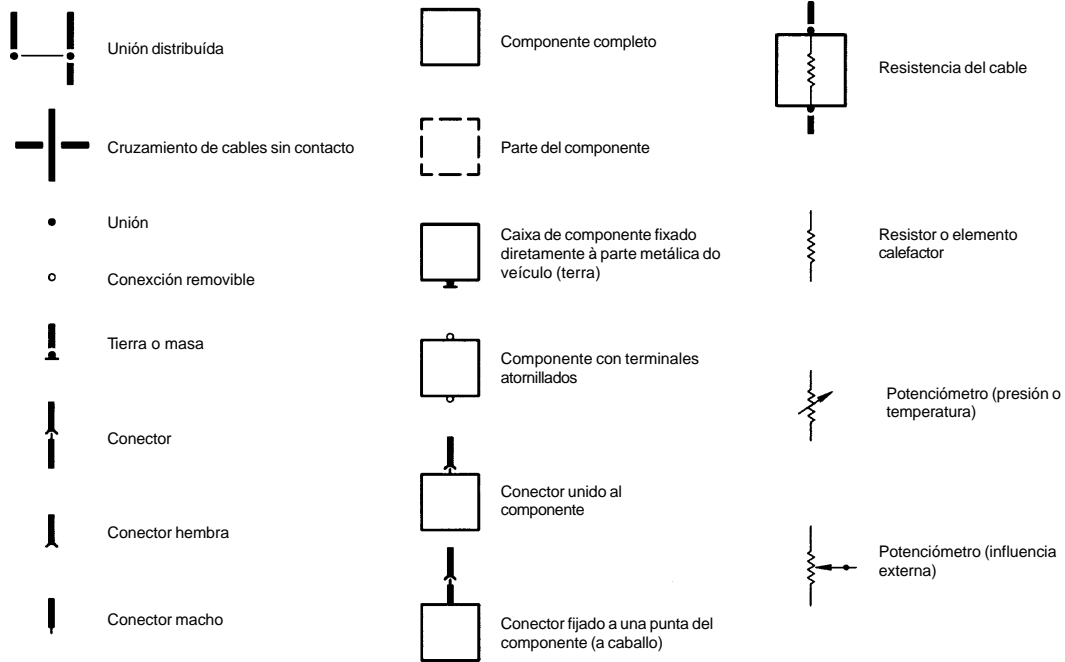 Unión distribuída
Cruzamiento de cables sin contacto
Unión
Conexción removible
Tierra o masa
Conector
Conector hembra
Conector macho
Componente completo
Parte del componente
Caixa de componente fixado
diretamente à parte metálica do
veículo (terra)
Componente con terminales
atornillados
Conector unido al
componente
Conector fijado a una punta del
componente (a caballo)
Resistencia del cable
Resistor o elemento
calefactor
Potenciómetro (presión o
temperatura)
Potenciómetro (influencia
externa)